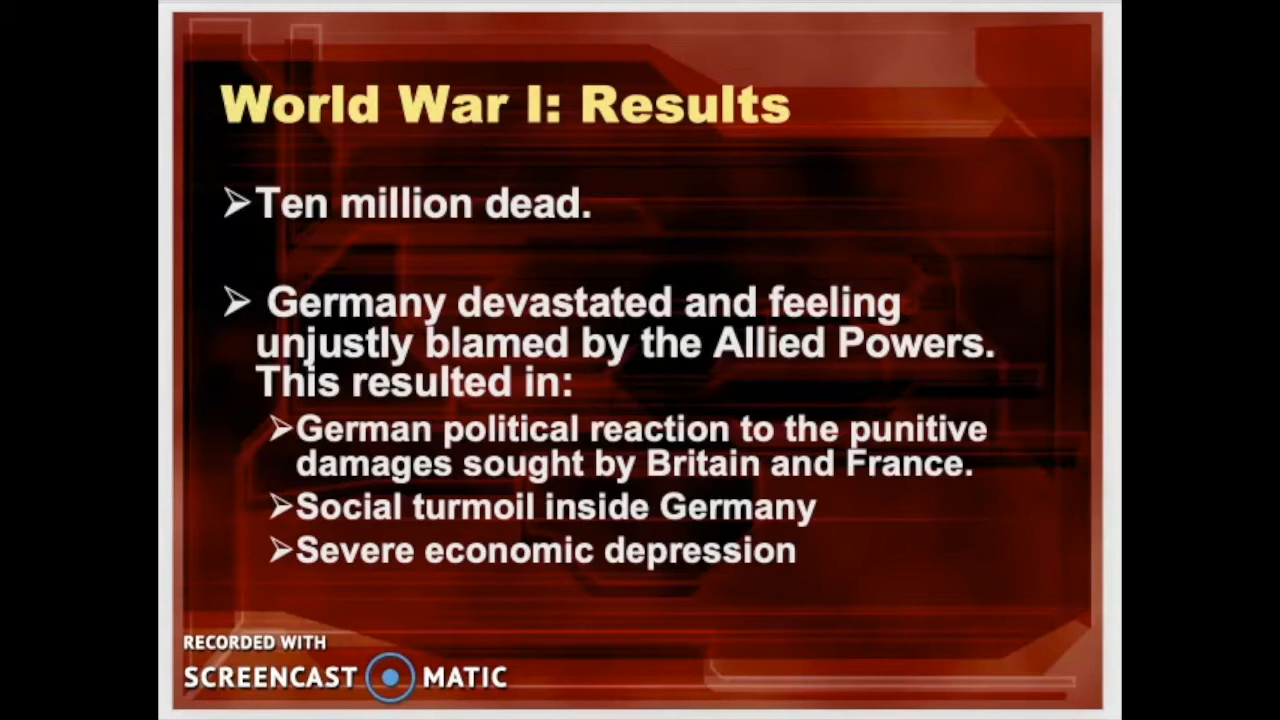 World War I: Results
➢Ten million dead.
➢ Germany devastated and feeling
unjustly blamed by the Allied Powers.
This resulted in:
➢German political reaction to the punitive
damages sought by Britain and France.
➢Social turmoil inside Germany
➢Severe economic depression
RECORDED WITH
SCREENCAST MATIC